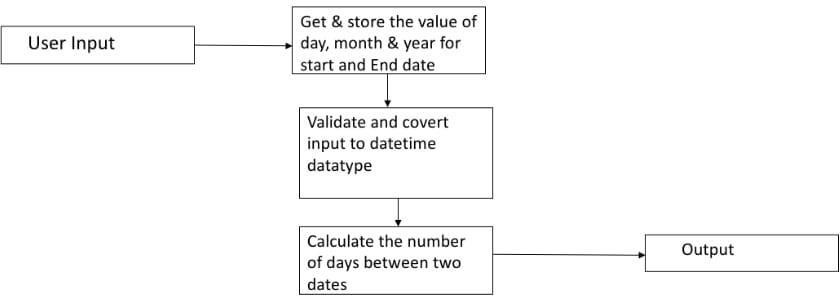 User Input
Get & store the value of
day, month & year for
start and End date
Validate and covert
input to datetime
datatype
Calculate the number
of days between two
dates
Output